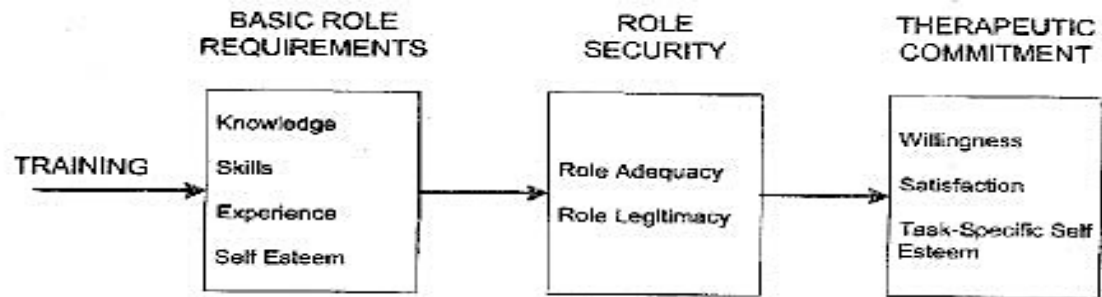 BASIC ROLE
REQUIREMENTS
ROLE
SECURITY
THERAPEUTIC
COMMITMENT
TRAINING
Knowledge
Skills
Experience
Self Esteem
Role Adequacy
Role Legitimacy
Willingness
Satisfaction
Task-Specific Self
Esteem